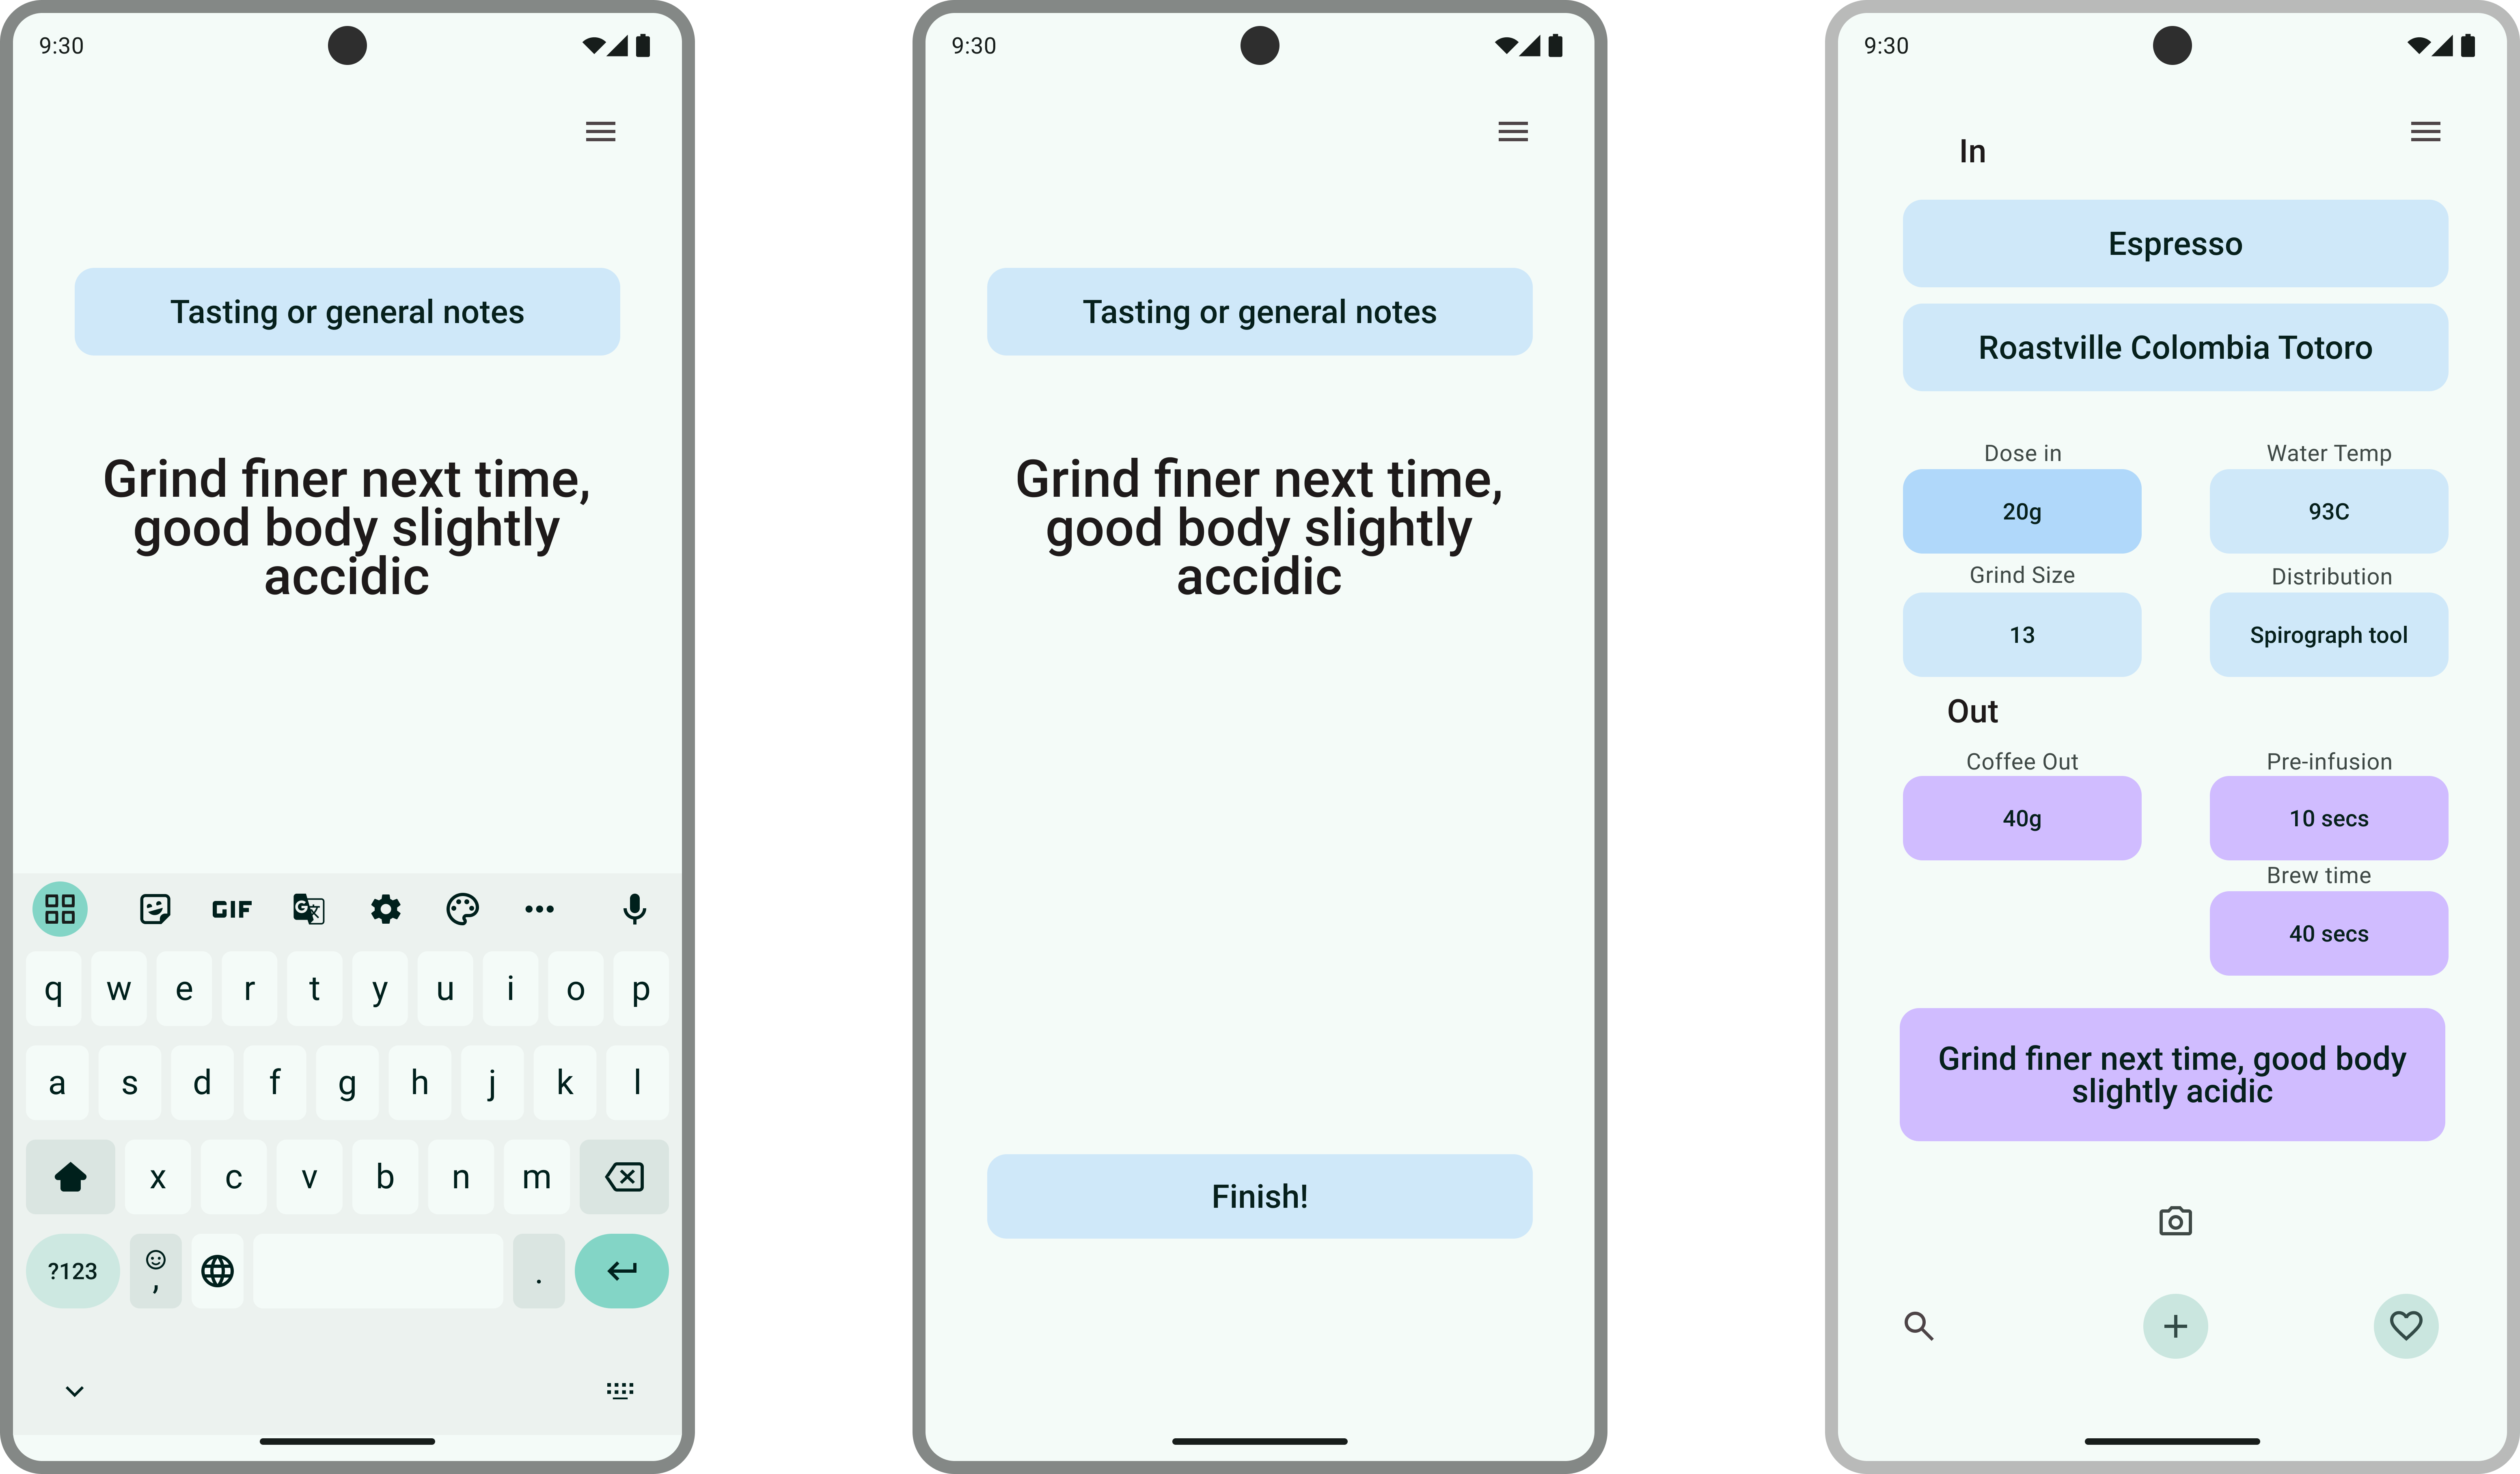 9:30
Tasting or general notes
Grind finer next time,
good body slightly
accidic
GIF
G 文
q w e r t y u i o p
a s d f g h j k l
x c v b n m
?123 , .
9:30
Tasting or general notes
Grind finer next time,
good body slightly
accidic
Finish!
9:30
In
Espresso
Roastville Colombia Totoro
Dose in Water Temp
20g 93C
Grind Size Distribution
13 Spirograph tool
Out
Coffee Out Pre-infusion
40g 10 secs
Brew time
40 secs
Grind finer next time, good body
slightly acidic